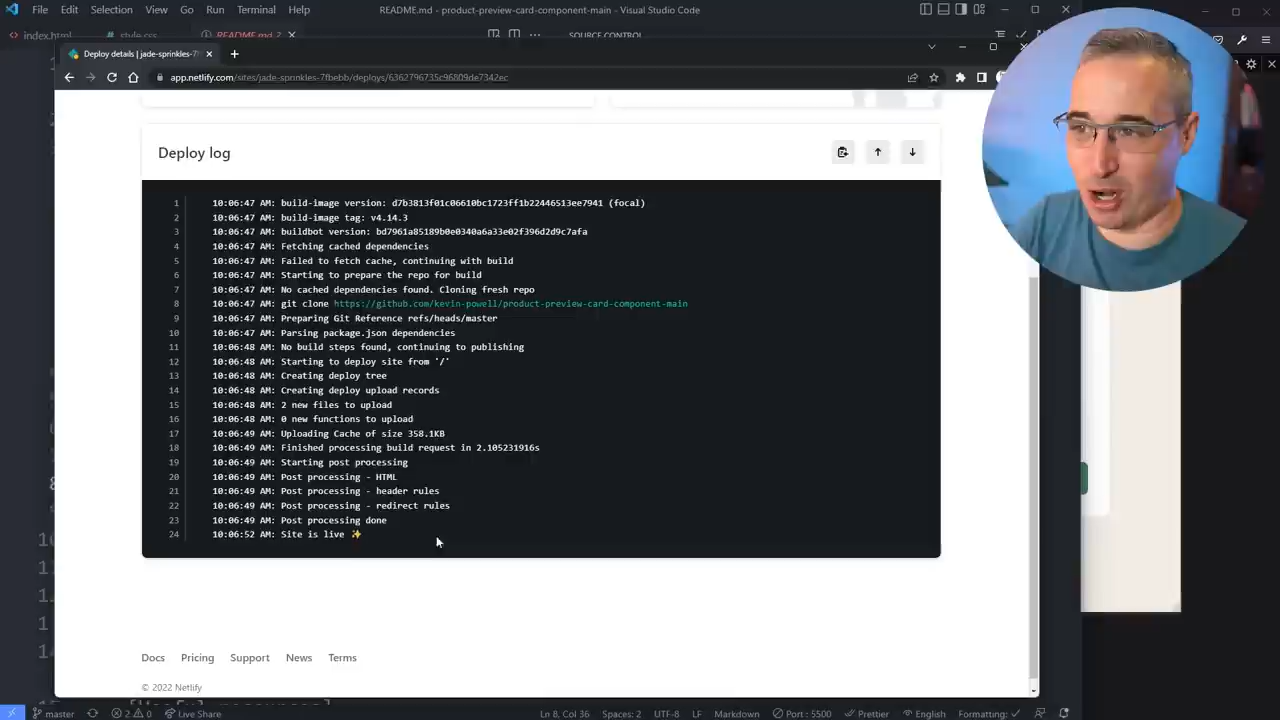 File Edit Selection View Go Run Terminal Help
README.md - product-preview-card-component-main - Visual Studio Code
index.html style.css README.md 2 SOURCE CONTROL
Deploy details | jade-sprinkles-7f
app.netlify.com/sites/jade-sprinkles-7fbebb/deploys/6362796735c96809de7342ec
Deploy log
1 10:06:47 AM: build-image version: d7b3813f01c06610bc1723ff1b22446513ee7941 (focal)
2 10:06:47 AM: build-image tag: v4.14.3
3 10:06:47 AM: buildbot version: bd7961a85189b0e0340a6a33e02f396d2d9c7afa
4 10:06:47 AM: Fetching cached dependencies
5 10:06:47 AM: Failed to fetch cache, continuing with build
6 10:06:47 AM: Starting to prepare the repo for build
7 10:06:47 AM: No cached dependencies found. Cloning fresh repo
8 10:06:47 AM: git clone https://github.com/kevin-powell/product-preview-card-component-main
9 10:06:47 AM: Preparing Git Reference refs/heads/master
10 10:06:47 AM: Parsing package.json dependencies
11 10:06:48 AM: No build steps found, continuing to publishing
12 10:06:48 AM: Starting to deploy site from '/'
13 10:06:48 AM: Creating deploy tree
14 10:06:48 AM: Creating deploy upload records
15 10:06:48 AM: 2 new files to upload
16 10:06:48 AM: 0 new functions to upload
17 10:06:49 AM: Uploading Cache of size 358.1KB
18 10:06:49 AM: Finished processing build request in 2.105231916s
19 10:06:49 AM: Starting post processing
20 10:06:49 AM: Post processing - HTML
21 10:06:49 AM: Post processing - header rules
22 10:06:49 AM: Post processing - redirect rules
23 10:06:49 AM: Post processing done
24 10:06:52 AM: Site is live ✨
Docs Pricing Support News Terms
© 2022 Netlify
master 2 0 Live Share Ln 8, Col 36 Spaces: 2 UTF-8 LF Markdown Port : 5500 Prettier English Formatting: ✓